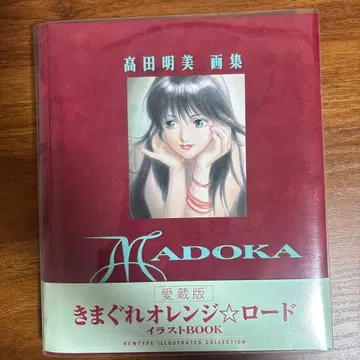 高田明美 画集
MADOKA
愛蔵版
きまぐれオレンジ☆ロード
イラストBOOK
NEWTYPE ILLUSTRATED COLLECTION